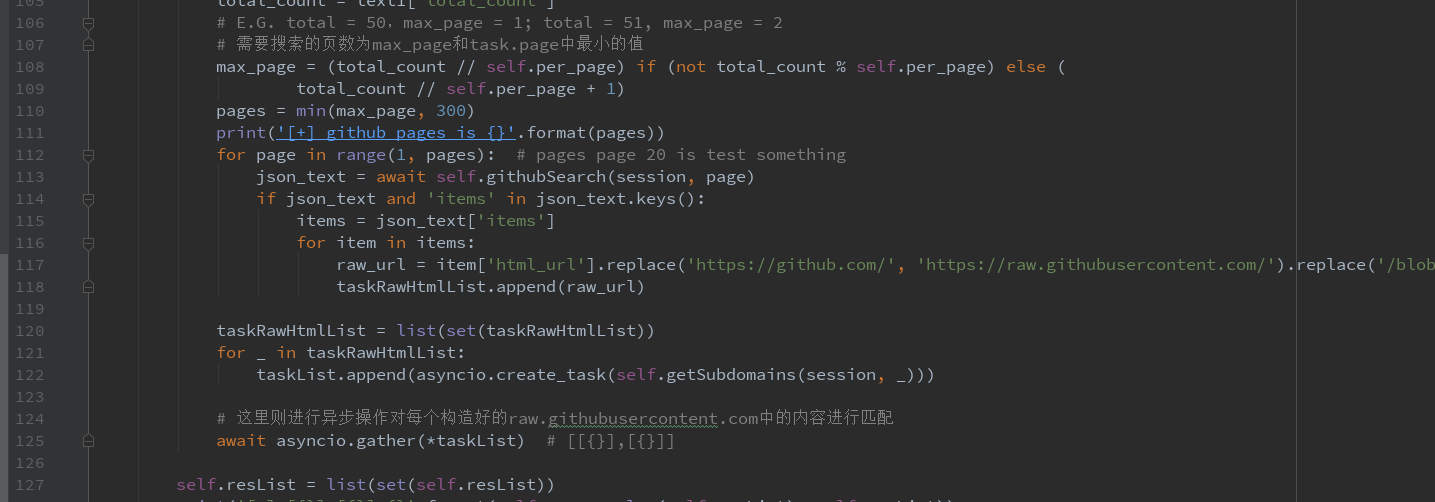 105 total_count = text1['total_count']
106 # E.G. total = 50，max_page = 1; total = 51, max_page = 2
107 # 需要搜索的页数为max_page和task.page中最小的值
108 max_page = (total_count // self.per_page) if (not total_count % self.per_page) else (
109 total_count // self.per_page + 1)
110 pages = min(max_page, 300)
111 print('[+] github pages is {}'.format(pages))
112 for page in range(1, pages):  # pages page 20 is test something
113 json_text = await self.githubSearch(session, page)
114 if json_text and 'items' in json_text.keys():
115 items = json_text['items']
116 for item in items:
117 raw_url = item['html_url'].replace('https://github.com/', 'https://raw.githubusercontent.com/').replace('/blob
118 taskRawHtmlList.append(raw_url)
119
120 taskRawHtmlList = list(set(taskRawHtmlList))
121 for _ in taskRawHtmlList:
122 taskList.append(asyncio.create_task(self.getSubdomains(session, _)))
123
124 # 这里则进行异步操作对每个构造好的raw.githubusercontent.com中的内容进行匹配
125 await asyncio.gather(*taskList)  # [[{}],[{}]]
126
127 self.resList = list(set(self.resList))